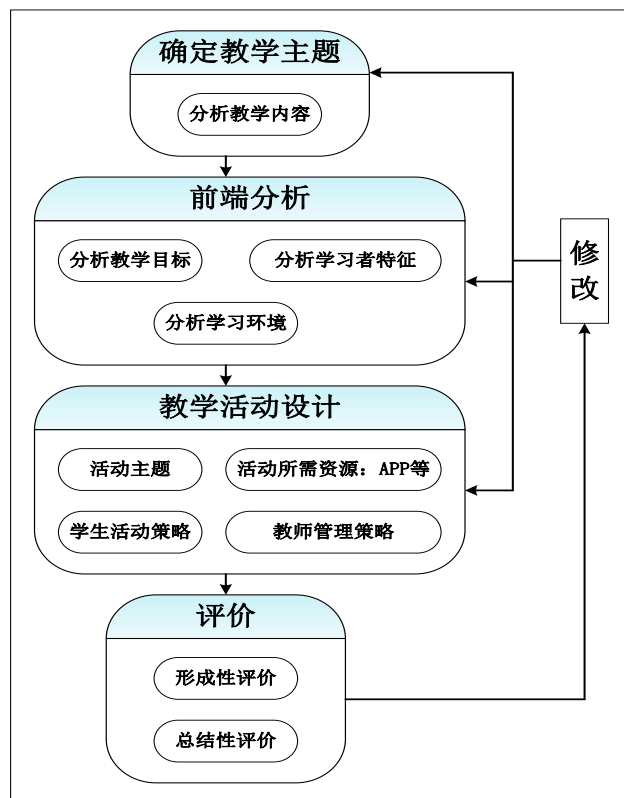 确定教学主题
分析教学内容
前端分析
分析教学目标
分析学习者特征
分析学习环境
修
改
教学活动设计
活动主题
活动所需资源：APP等
学生活动策略
教师管理策略
评价
形成性评价
总结性评价